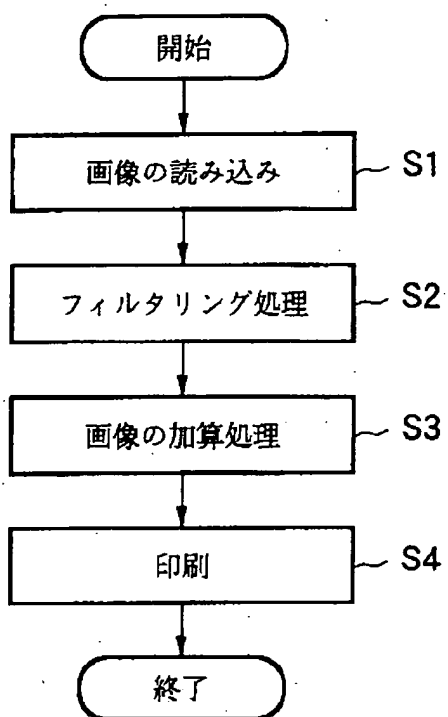 開始
画像の読み込み S1
フィルタリング処理 S2
画像の加算処理 S3
印刷 S4
終了